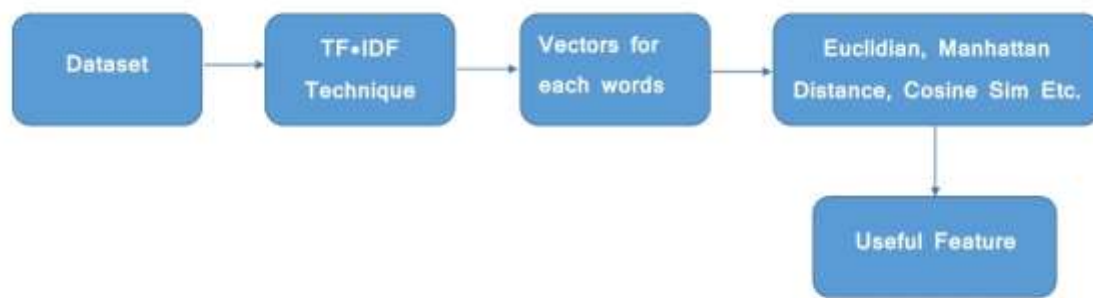 Dataset
TF•IDF
Technique
Vectors for
each words
Euclidian, Manhattan
Distance, Cosine Sim Etc.
Useful Feature